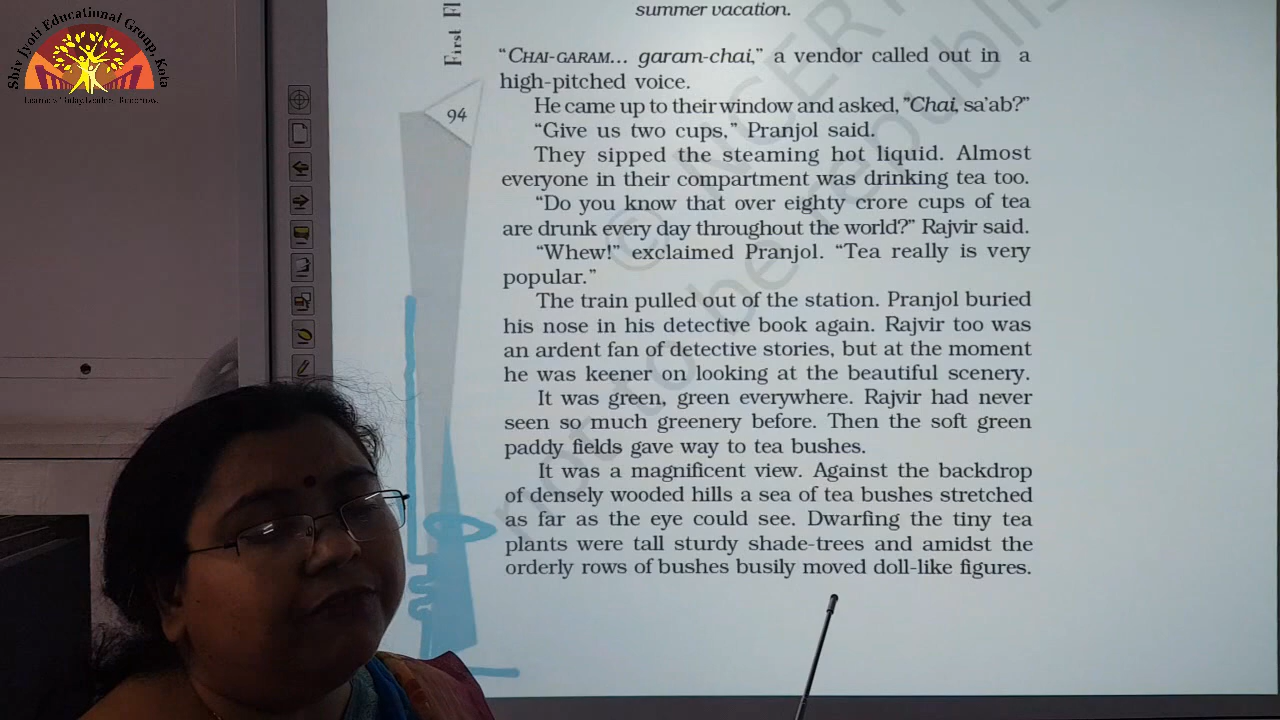 Shiv Jyoti Educational Group, Kota
First Fl
summer vacation.
“CHAI-GARAM... garam-chai,” a vendor called out in a
high-pitched voice.
94
He came up to their window and asked, "Chai, sa'ab?"
“Give us two cups,” Pranjol said.
They sipped the steaming hot liquid. Almost
everyone in their compartment was drinking tea too.
“Do you know that over eighty crore cups of tea
are drunk every day throughout the world?” Rajvir said.
“Whew!” exclaimed Pranjol. “Tea really is very
popular.”
The train pulled out of the station. Pranjol buried
his nose in his detective book again. Rajvir too was
an ardent fan of detective stories, but at the moment
he was keener on looking at the beautiful scenery.
It was green, green everywhere. Rajvir had never
seen so much greenery before. Then the soft green
paddy fields gave way to tea bushes.
It was a magnificent view. Against the backdrop
of densely wooded hills a sea of tea bushes stretched
as far as the eye could see. Dwarfing the tiny tea
plants were tall sturdy shade-trees and amidst the
orderly rows of bushes busily moved doll-like figures.
© NCERT
not to be republis